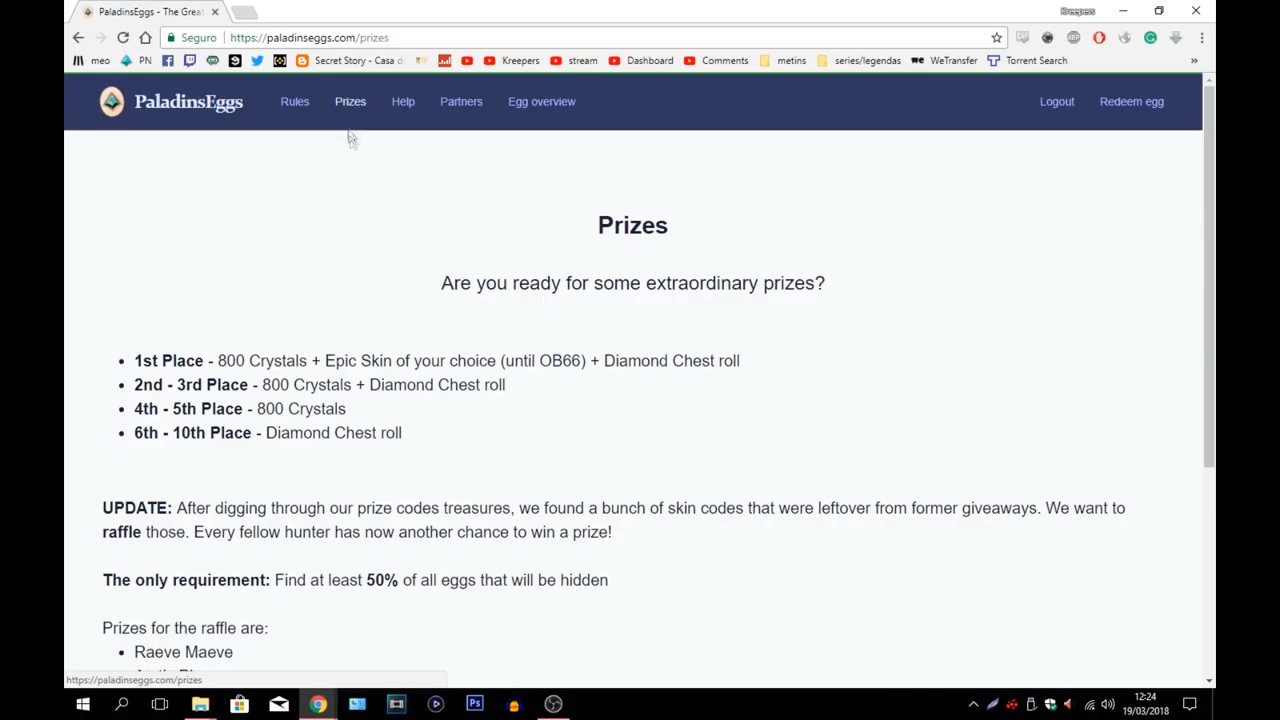 PaladinsEggs - The Grea
Kreepers
Seguro
https://paladinseggs.com/prizes
meo
PN
Secret Story - Casa d
Keepers
stream
Dashboard
Comments
metins
series/legendas
WeTransfer
Torrent Search
»
PaladinsEggs
Rules
Prizes
Help
Partners
Egg overview
Logout
Redeem egg
Prizes
Are you ready for some extraordinary prizes?
• 1st Place - 800 Crystals + Epic Skin of your choice (until OB66) + Diamond Chest roll
• 2nd - 3rd Place - 800 Crystals + Diamond Chest roll
• 4th - 5th Place - 800 Crystals
• 6th - 10th Place - Diamond Chest roll
UPDATE: After digging through our prize codes treasures, we found a bunch of skin codes that were leftover from former giveaways. We want to
raffle those. Every fellow hunter has now another chance to win a prize!
The only requirement: Find at least 50% of all eggs that will be hidden
Prizes for the raffle are:
• Raeve Maeve
https://paladinseggs.com/prizes
Ps
12:24
19/03/2018